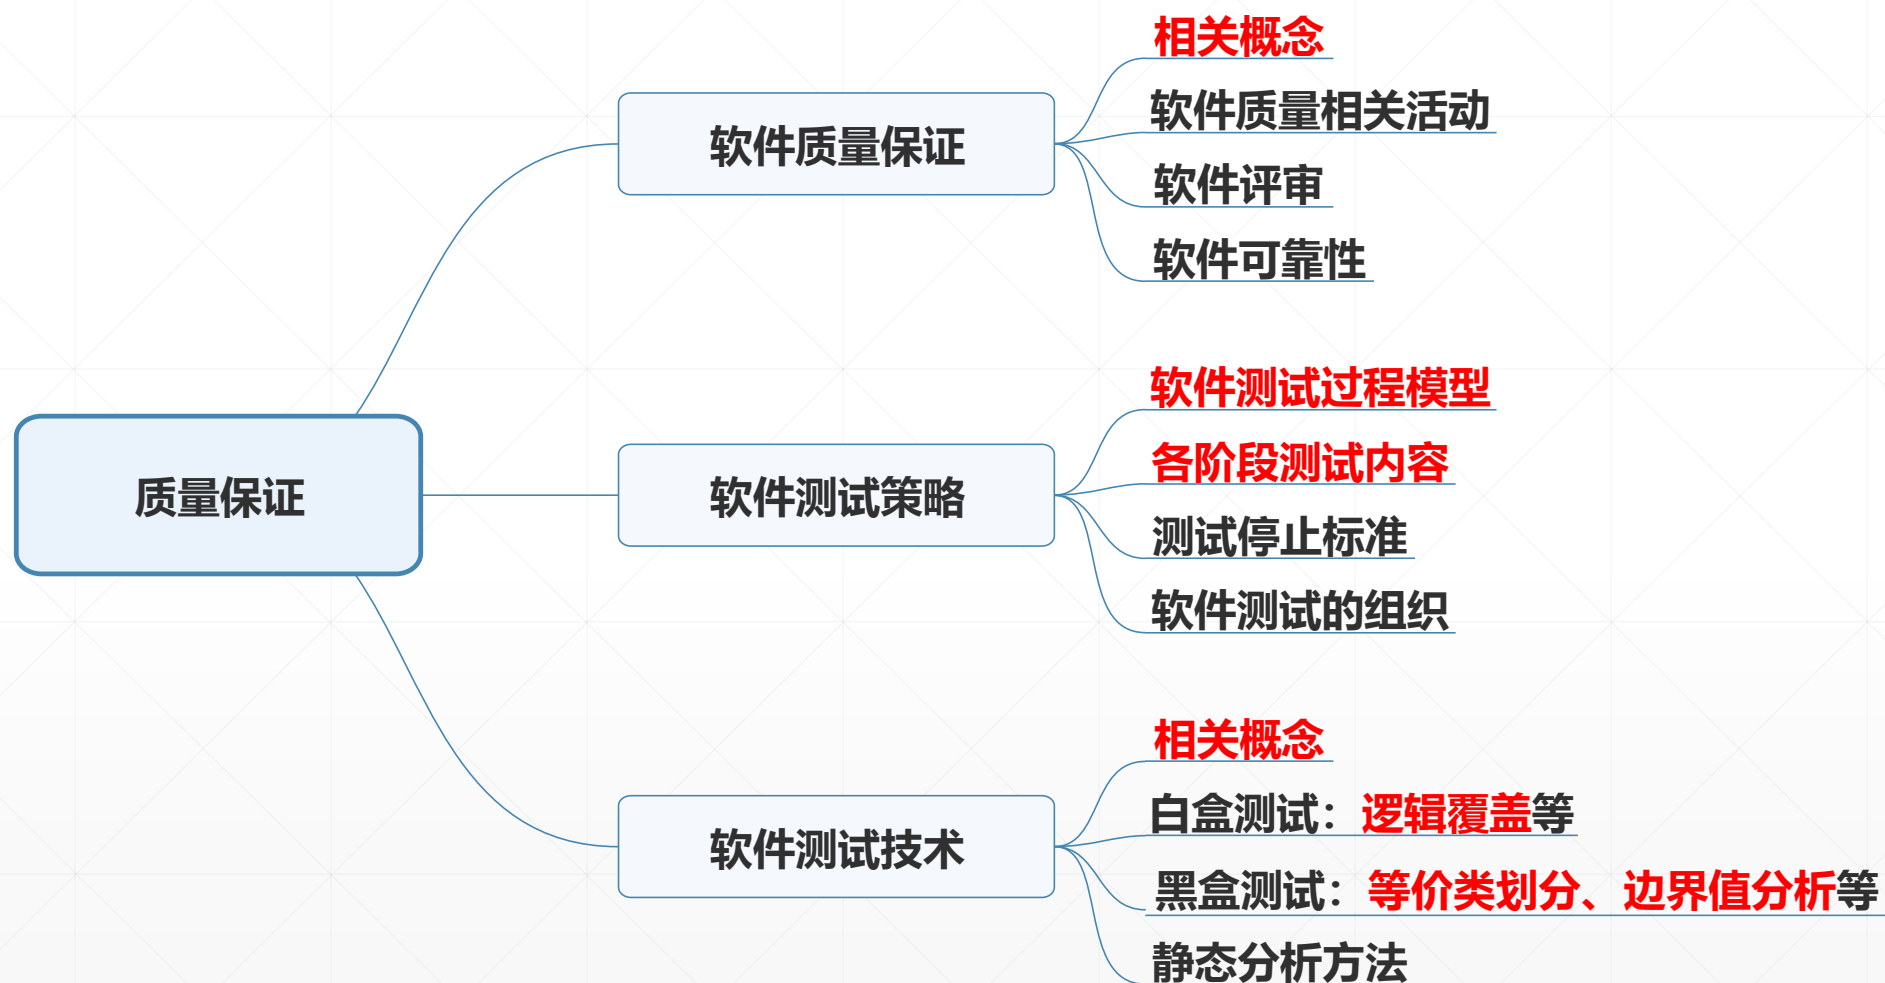 相关概念
软件质量相关活动
软件质量保证
软件评审
软件可靠性
软件测试过程模型
各阶段测试内容
质量保证
软件测试策略
测试停止标准
软件测试的组织
相关概念
白盒测试：逻辑覆盖等
软件测试技术
黑盒测试：等价类划分、边界值分析等
静态分析方法